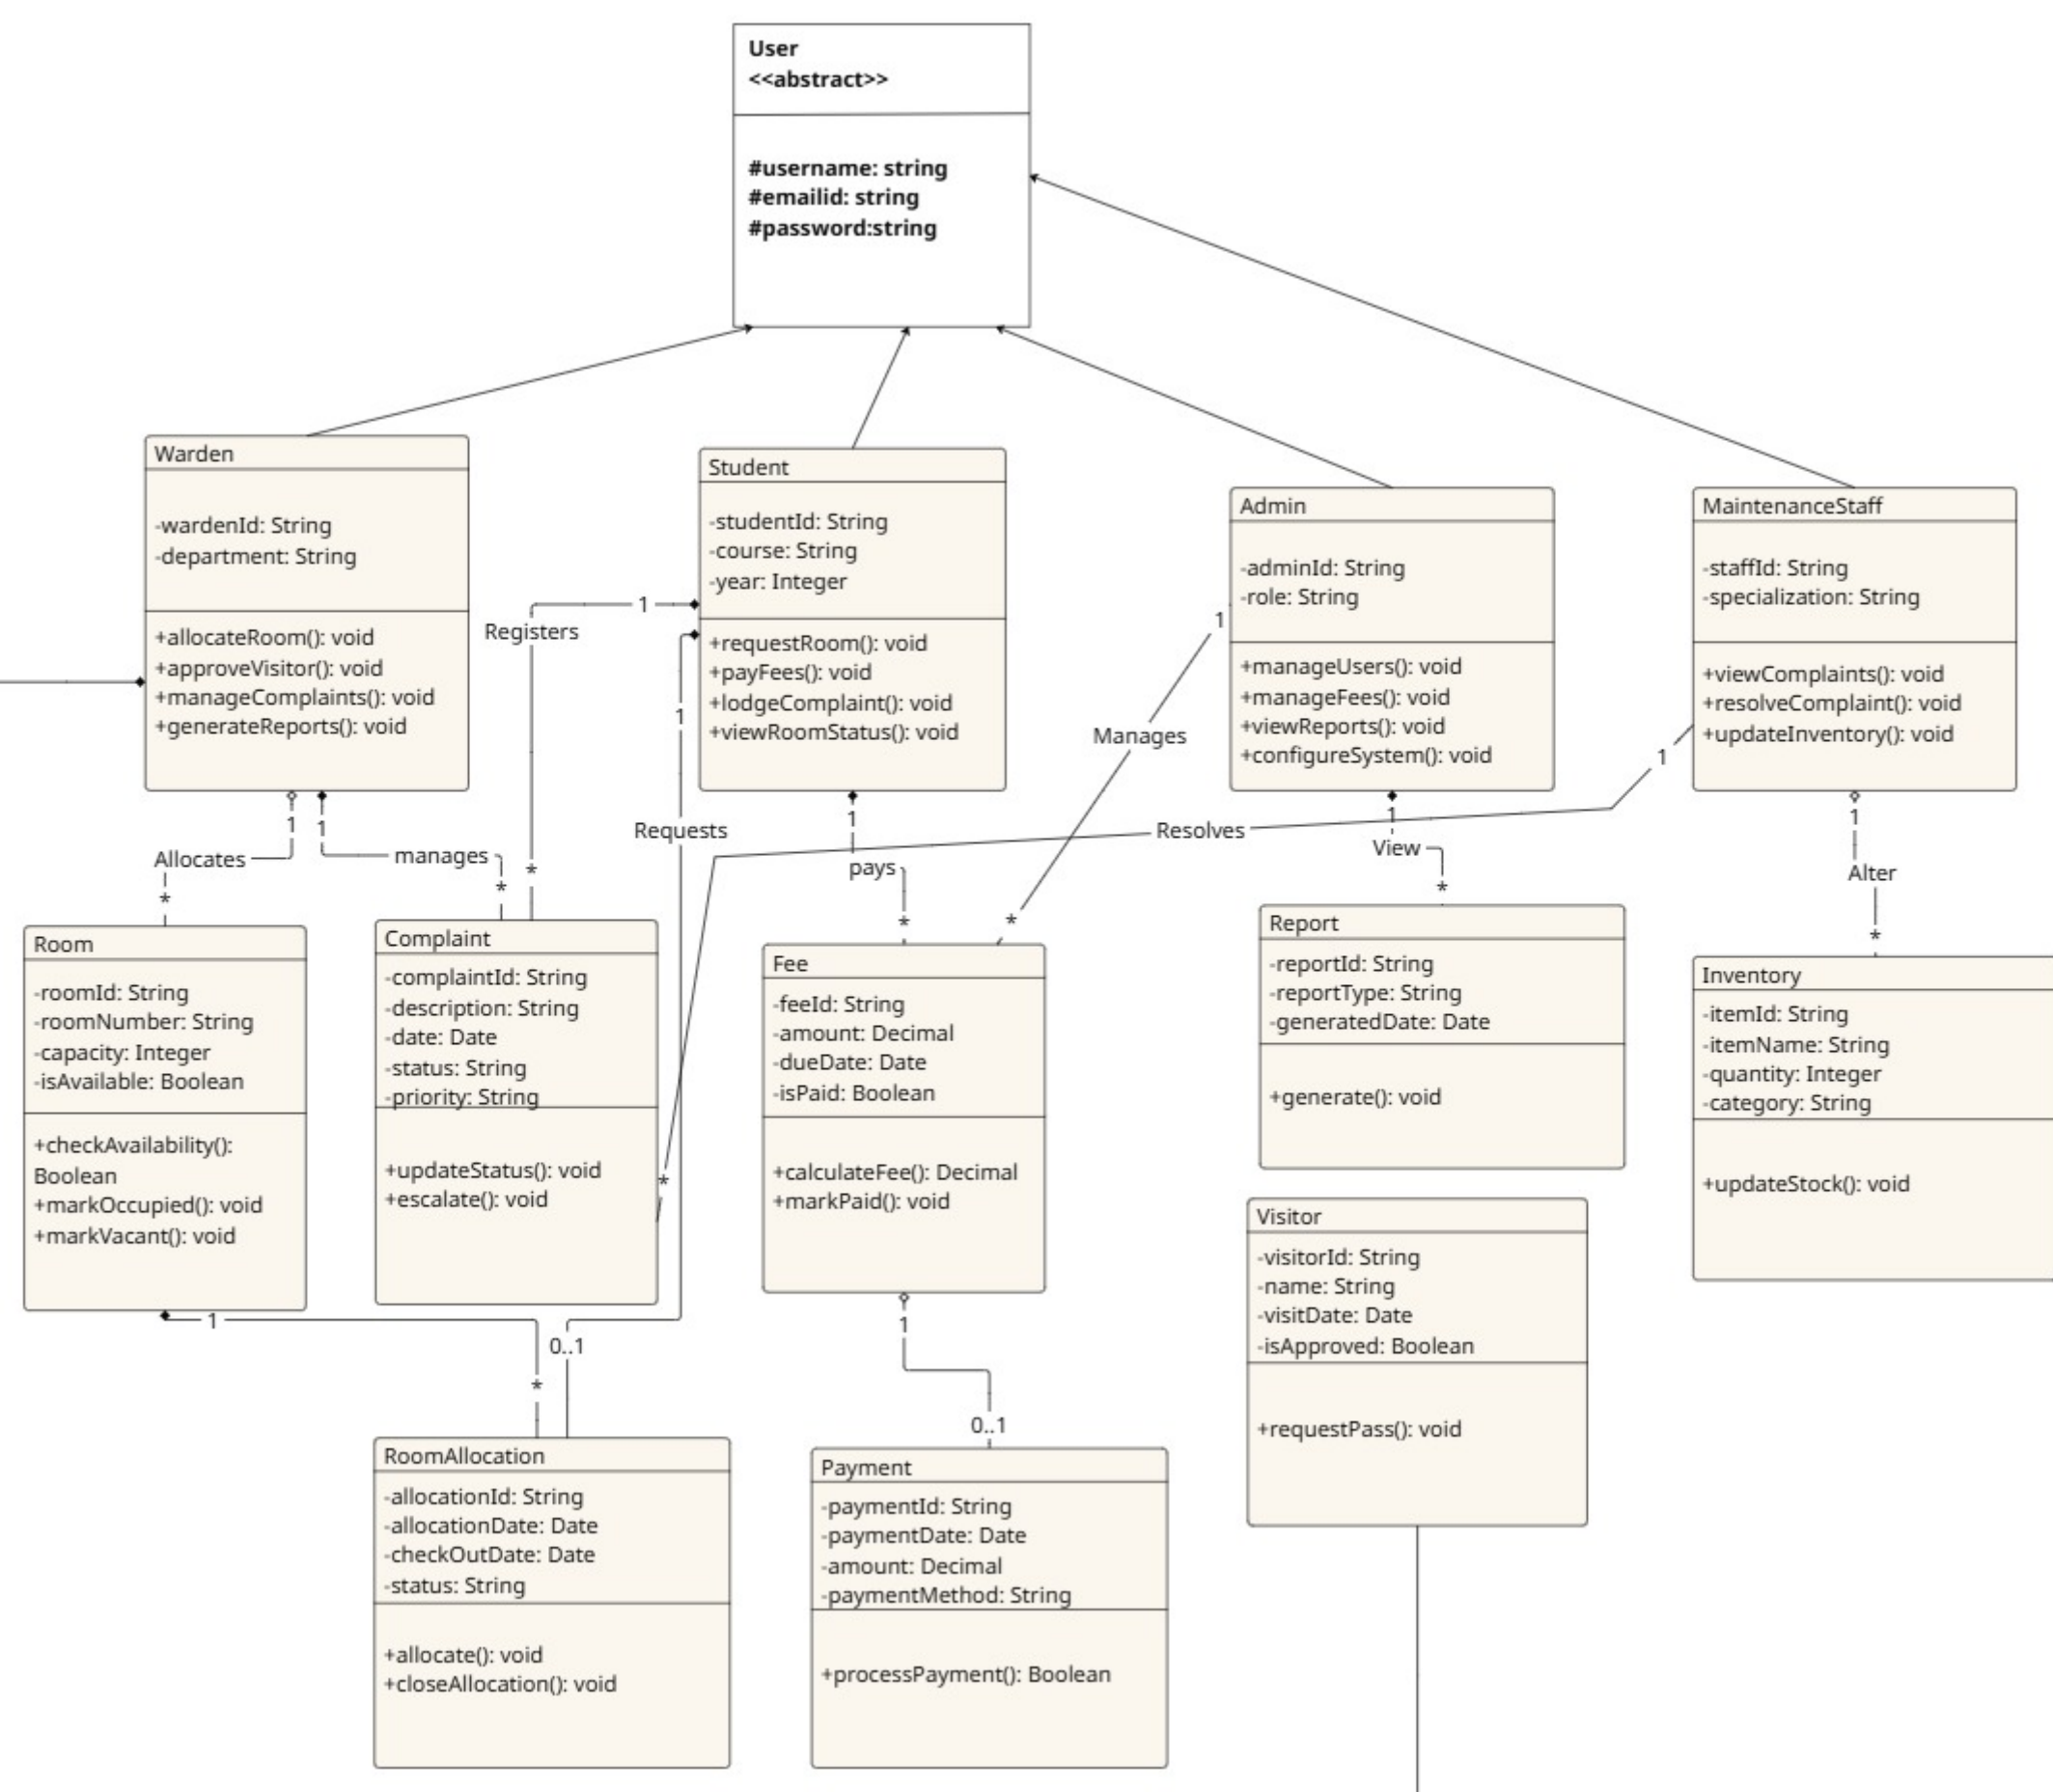 User
<<abstract>>
#username: string
#emailid: string
#password:string
Warden
-wardenId: String
-department: String
+allocateRoom(): void
+approveVisitor(): void
+manageComplaints(): void
+generateReports(): void
Student
-studentId: String
-course: String
-year: Integer
+requestRoom(): void
+payFees(): void
+lodgeComplaint(): void
+viewRoomStatus(): void
Admin
-adminId: String
-role: String
+manageUsers(): void
+manageFees(): void
+viewReports(): void
+configureSystem(): void
MaintenanceStaff
-staffId: String
-specialization: String
+viewComplaints(): void
+resolveComplaint(): void
+updateInventory(): void
1
Registers
*
1
Requests
0..1
1
Manages
*
1
Resolves
*
1
Allocates
*
1
manages
*
1
pays
*
1
View
*
1
Alter
*
Room
-roomId: String
-roomNumber: String
-capacity: Integer
-isAvailable: Boolean
+checkAvailability():
Boolean
+markOccupied(): void
+markVacant(): void
Complaint
-complaintId: String
-description: String
-date: Date
-status: String
-priority: String
+updateStatus(): void
+escalate(): void
Fee
-feeId: String
-amount: Decimal
-dueDate: Date
-isPaid: Boolean
+calculateFee(): Decimal
+markPaid(): void
Report
-reportId: String
-reportType: String
-generatedDate: Date
+generate(): void
Inventory
-itemId: String
-itemName: String
-quantity: Integer
-category: String
+updateStock(): void
Visitor
-visitorId: String
-name: String
-visitDate: Date
-isApproved: Boolean
+requestPass(): void
1
*
1
0..1
RoomAllocation
-allocationId: String
-allocationDate: Date
-checkOutDate: Date
-status: String
+allocate(): void
+closeAllocation(): void
Payment
-paymentId: String
-paymentDate: Date
-amount: Decimal
-paymentMethod: String
+processPayment(): Boolean